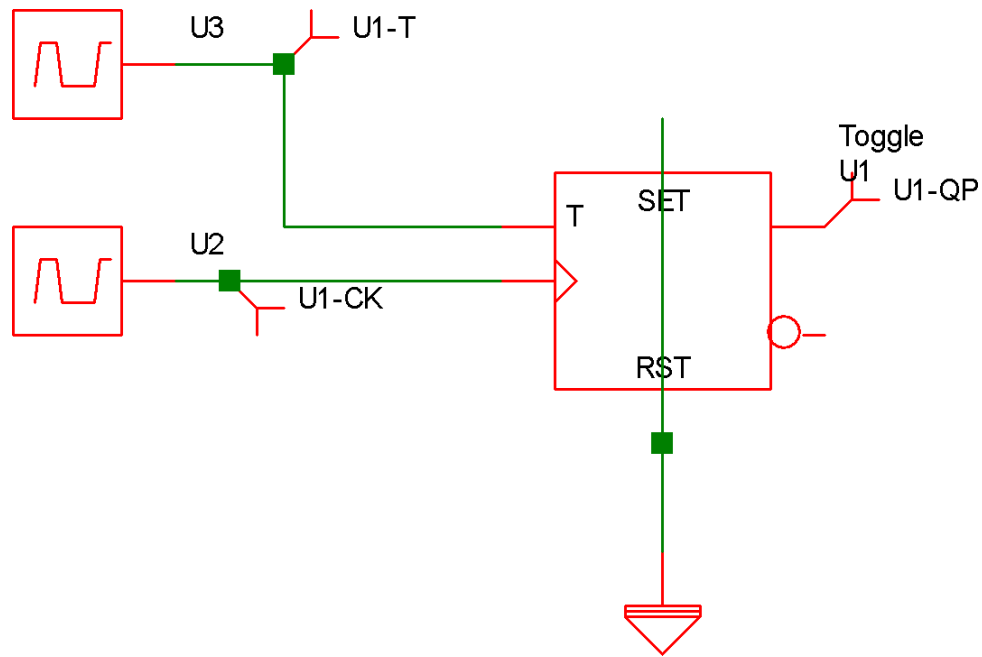 U3
U1-T
Toggle
U1
U1-QP
SET
T
U2
U1-CK
RST